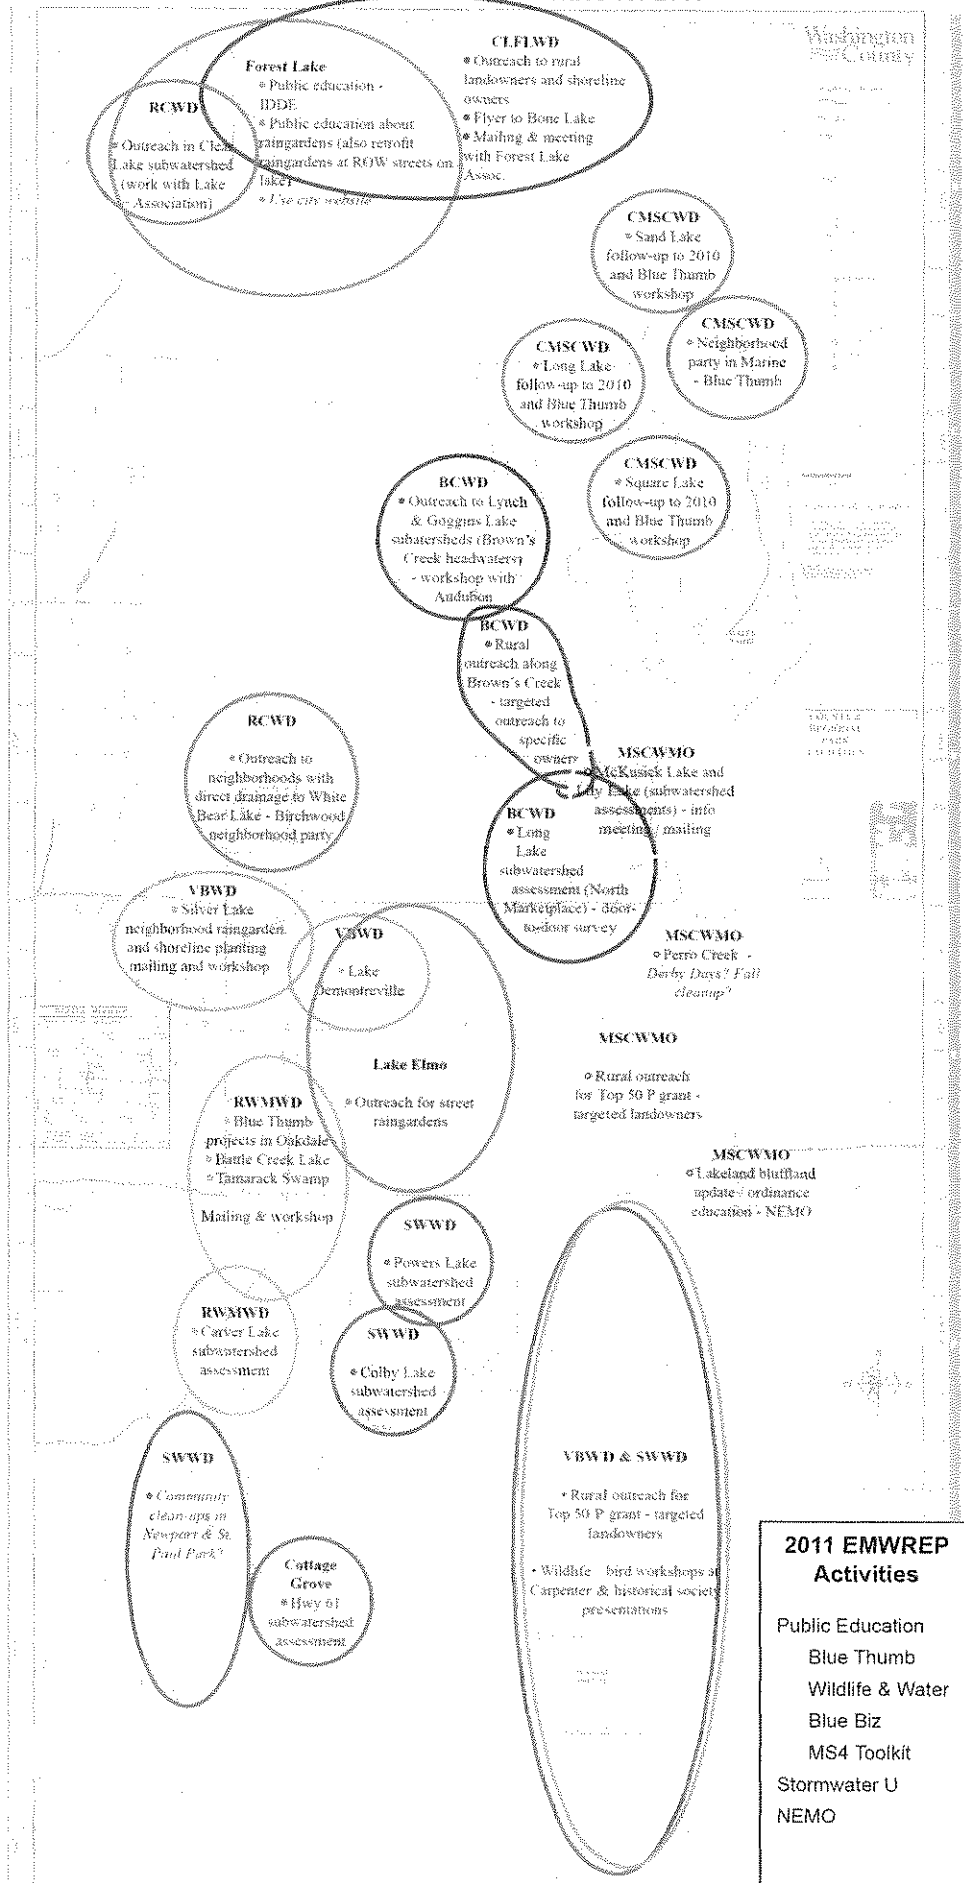 Washington
County
CLFLWD
• Outreach to rural
landowners and shoreline
owners
• Flyer to Bone Lake
• Mailing & meeting
with Forest Lake
Assoc.
Forest Lake
• Public education -
IDDE
• Public education about
raingardens (also retrofit
raingardens at ROW streets on
lake)
• Use city website
RCWD
• Outreach in Clear
Lake subwatershed
(work with Lake
Association)
CMSCWD
• Sand Lake
follow-up to 2010
and Blue Thumb
workshop
CMSCWD
• Neighborhood
party in Marine
- Blue Thumb
CMSCWD
• Long Lake
follow-up to 2010
and Blue Thumb
workshop
CMSCWD
• Square Lake
follow-up to 2010
and Blue Thumb
workshop
BCWD
• Outreach to Lynch
& Goggins Lake
subatersheds (Brown's
Creek headwaters)
- workshop with
Audubon
BCWD
• Rural
outreach along
Brown's Creek
- targeted
outreach to
specific
owners
RCWD
• Outreach to
neighborhoods with
direct drainage to White
Bear Lake - Birchwood
neighborhood party
MSCWMO
• McKusick Lake and
Lily Lake (subwatershed
assessments) - info
meeting / mailing
BCWD
• Long
Lake
subwatershed
assessment (North
Marketplace) - door-
to-door survey
COUNTY &
REGIONAL
PARK
FACILITIES
VBWD
• Silver Lake
neighborhood raingarden
and shoreline planting
mailing and workshop
VBWD
• Lake
Demontreville
MSCWMO
• Perro Creek -
Derby Days? Fall
cleanup?
Lake Elmo
• Outreach for street
raingardens
MSCWMO
• Rural outreach
for Top 50 P grant -
targeted landowners
RWMWD
• Blue Thumb
projects in Oakdale
• Battle Creek Lake
• Tamarack Swamp
Mailing & workshop
MSCWMO
• Lakeland bluffland
update / ordinance
education - NEMO
SWWD
• Powers Lake
subwatershed
assessment
RWMWD
• Carver Lake
subwatershed
assessment
SWWD
• Colby Lake
subwatershed
assessment
SWWD
• Community
clean-ups in
Newport & St.
Paul Park?
VBWD & SWWD
• Rural outreach for
Top 50 P grant - targeted
landowners
• Wildlife - bird workshops at
Carpenter & historical society
presentations
Cottage
Grove
• Hwy 61
subwatershed
assessment
2011 EMWREP
Activities
Public Education
Blue Thumb
Wildlife & Water
Blue Biz
MS4 Toolkit
Stormwater U
NEMO